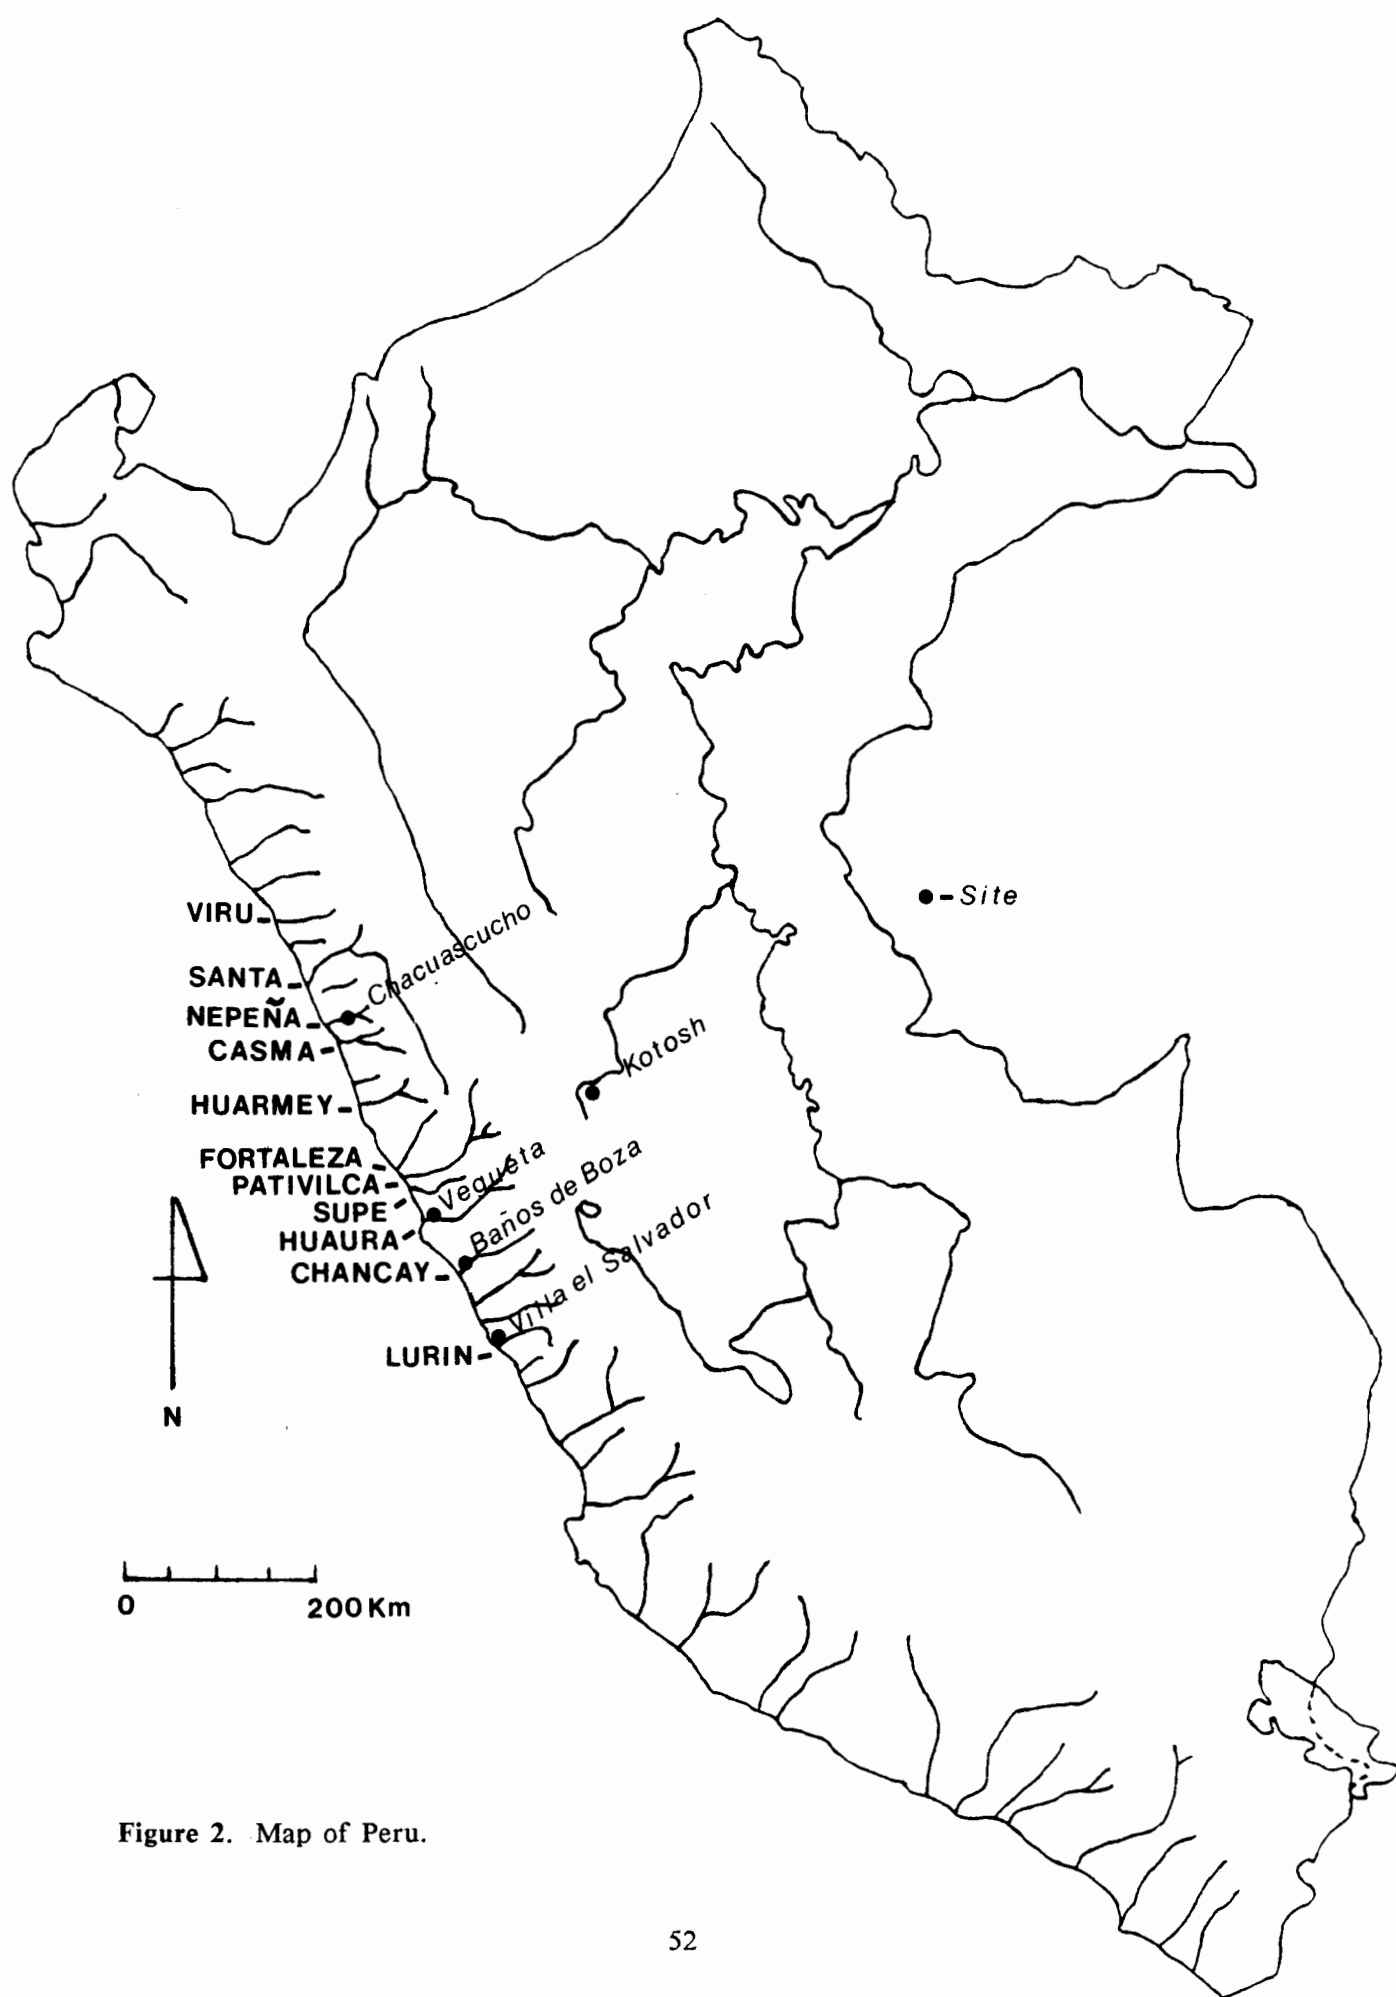 - Site
VIRU
Chacuascucho
SANTA
NEPEÑA
CASMA
Kotosh
HUARMEY
FORTALEZA
PATIVILCA
Vegueta
SUPE
Baños de Boza
HUAURA
CHANCAY
Villa el Salvador
LURIN
N
0 200 Km
Figure 2. Map of Peru.
52